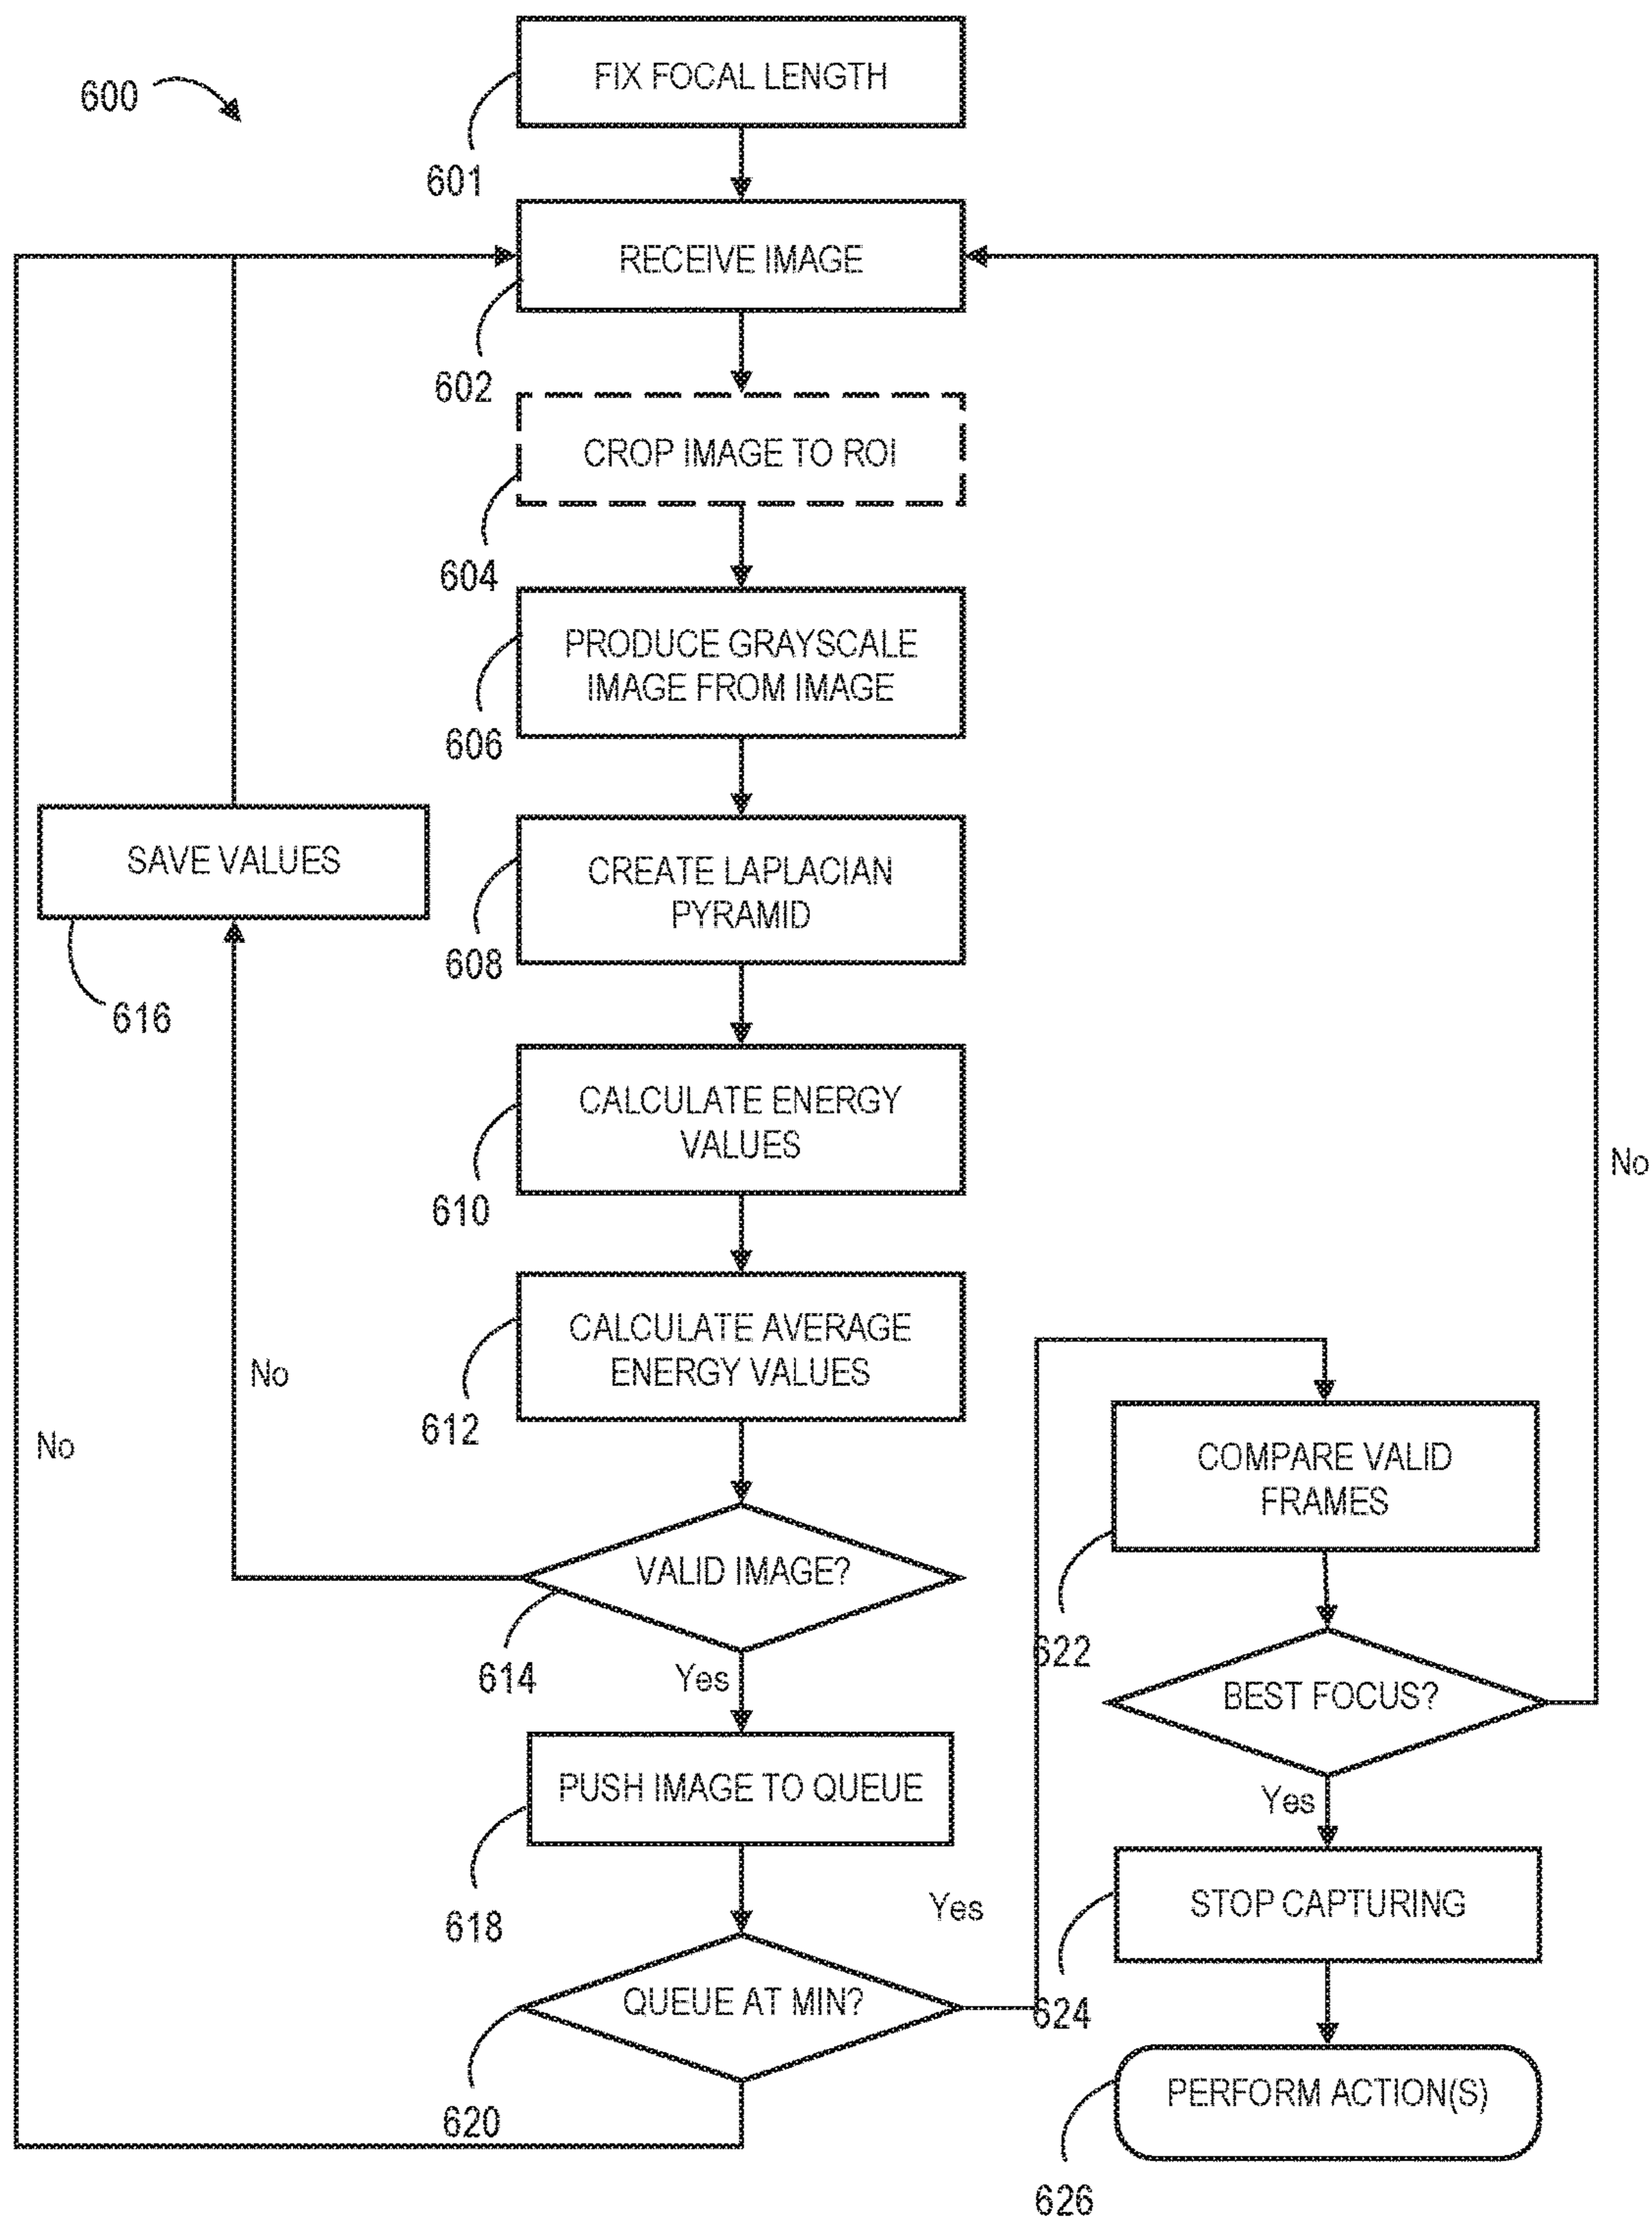 600
FIX FOCAL LENGTH
601
RECEIVE IMAGE
602
CROP IMAGE TO ROI
604
PRODUCE GRAYSCALE
IMAGE FROM IMAGE
606
SAVE VALUES
616
CREATE LAPLACIAN
PYRAMID
608
CALCULATE ENERGY
VALUES
610
CALCULATE AVERAGE
ENERGY VALUES
612
No
No
VALID IMAGE?
614
Yes
PUSH IMAGE TO QUEUE
618
QUEUE AT MIN?
620
Yes
COMPARE VALID
FRAMES
622
BEST FOCUS?
No
Yes
STOP CAPTURING
624
PERFORM ACTION(S)
626